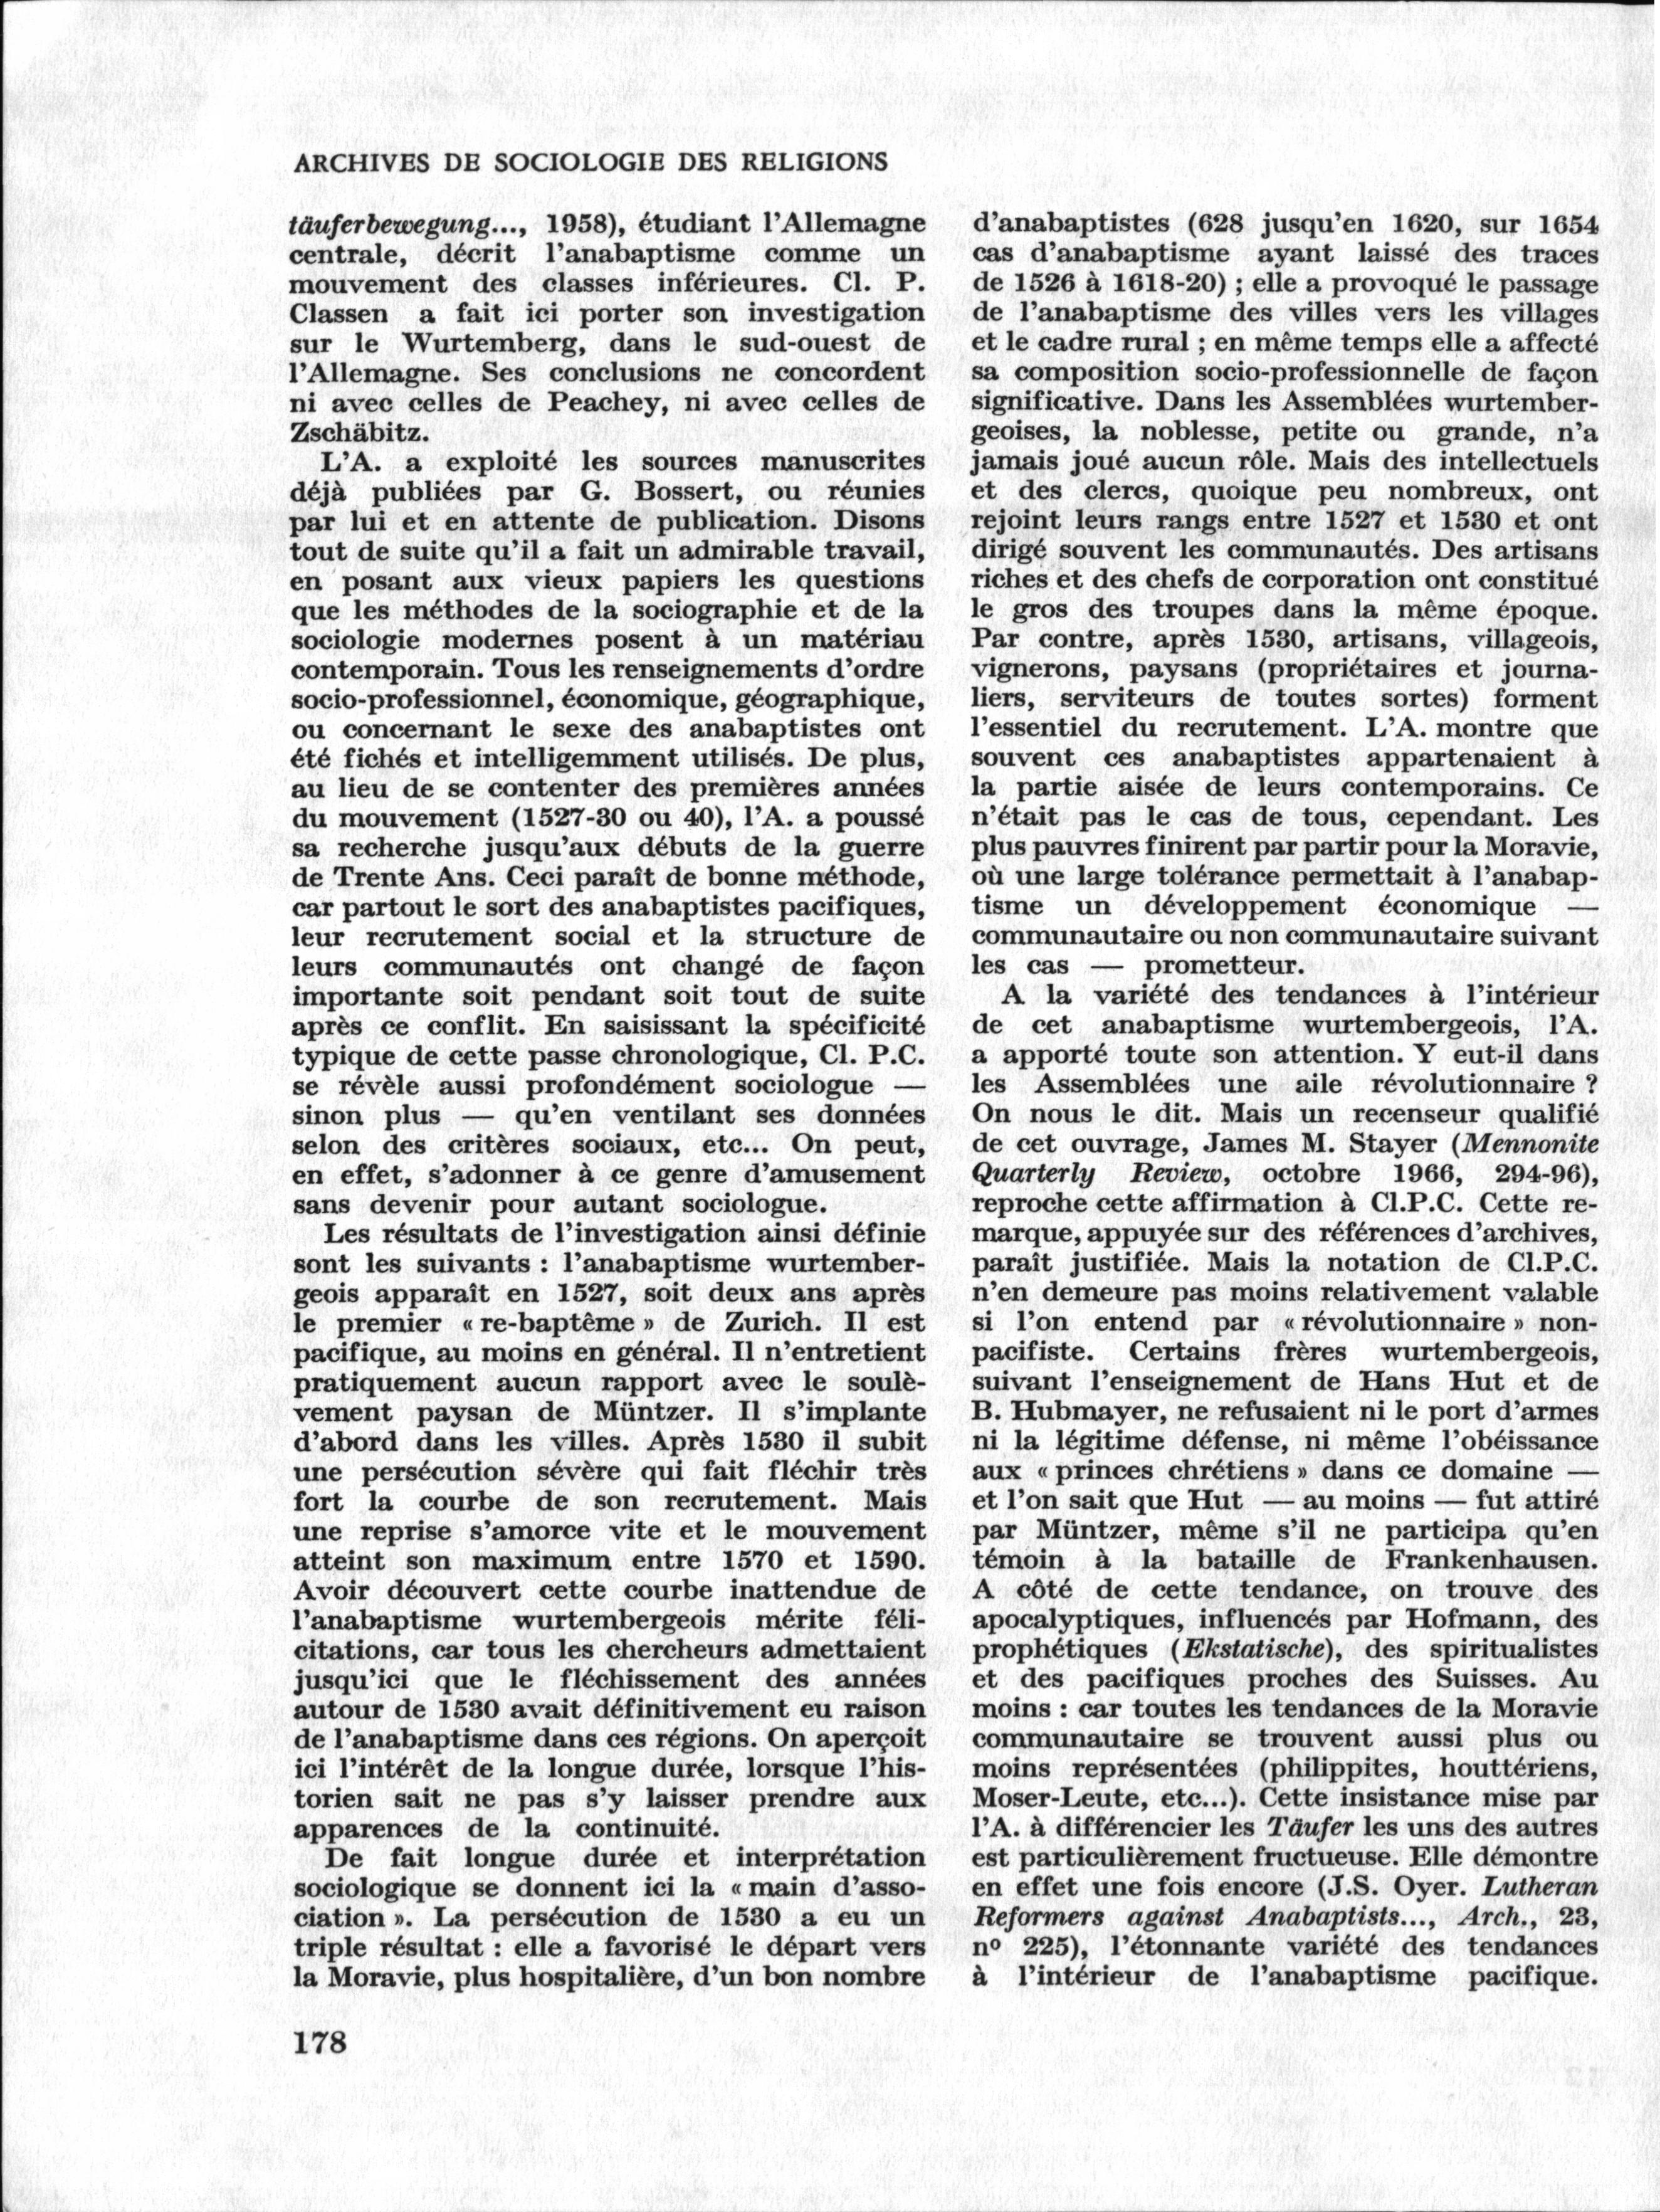 ARCHIVES DE SOCIOLOGIE DES RELIGIONS
täuferbewegung..., 1958), étudiant l'Allemagne
centrale, décrit l'anabaptisme comme un
mouvement des classes inférieures. Cl. P.
Classen a fait ici porter son investigation
sur le Wurtemberg, dans le sud-ouest de
l'Allemagne. Ses conclusions ne concordent
ni avec celles de Peachey, ni avec celles de
Zschäbitz.
L'A. a exploité les sources manuscrites
déjà publiées par G. Bossert, ou réunies
par lui et en attente de publication. Disons
tout de suite qu'il a fait un admirable travail,
en posant aux vieux papiers les questions
que les méthodes de la sociographie et de la
sociologie modernes posent à un matériau
contemporain. Tous les renseignements d'ordre
socio-professionnel, économique, géographique,
ou concernant le sexe des anabaptistes ont
été fichés et intelligemment utilisés. De plus,
au lieu de se contenter des premières années
du mouvement (1527-30 ou 40), l'A. a poussé
sa recherche jusqu'aux débuts de la guerre
de Trente Ans. Ceci paraît de bonne méthode,
car partout le sort des anabaptistes pacifiques,
leur recrutement social et la structure de
leurs communautés ont changé de façon
importante soit pendant soit tout de suite
après ce conflit. En saisissant la spécificité
typique de cette passe chronologique, Cl. P.C.
se révèle aussi profondément sociologue —
sinon plus — qu'en ventilant ses données
selon des critères sociaux, etc... On peut,
en effet, s'adonner à ce genre d'amusement
sans devenir pour autant sociologue.
Les résultats de l'investigation ainsi définie
sont les suivants : l'anabaptisme wurtember-
geois apparaît en 1527, soit deux ans après
le premier « re-baptême » de Zurich. Il est
pacifique, au moins en général. Il n'entretient
pratiquement aucun rapport avec le soulè-
vement paysan de Müntzer. Il s'implante
d'abord dans les villes. Après 1530 il subit
une persécution sévère qui fait fléchir très
fort la courbe de son recrutement. Mais
une reprise s'amorce vite et le mouvement
atteint son maximum entre 1570 et 1590.
Avoir découvert cette courbe inattendue de
l'anabaptisme wurtembergeois mérite féli-
citations, car tous les chercheurs admettaient
jusqu'ici que le fléchissement des années
autour de 1530 avait définitivement eu raison
de l'anabaptisme dans ces régions. On aperçoit
ici l'intérêt de la longue durée, lorsque l'his-
torien sait ne pas s'y laisser prendre aux
apparences de la continuité.
De fait longue durée et interprétation
sociologique se donnent ici la « main d'asso-
ciation ». La persécution de 1530 a eu un
triple résultat : elle a favorisé le départ vers
la Moravie, plus hospitalière, d'un bon nombre
d'anabaptistes (628 jusqu'en 1620, sur 1654
cas d'anabaptisme ayant laissé des traces
de 1526 à 1618-20) ; elle a provoqué le passage
de l'anabaptisme des villes vers les villages
et le cadre rural ; en même temps elle a affecté
sa composition socio-professionnelle de façon
significative. Dans les Assemblées wurtember-
geoises, la noblesse, petite ou grande, n'a
jamais joué aucun rôle. Mais des intellectuels
et des clercs, quoique peu nombreux, ont
rejoint leurs rangs entre 1527 et 1530 et ont
dirigé souvent les communautés. Des artisans
riches et des chefs de corporation ont constitué
le gros des troupes dans la même époque.
Par contre, après 1530, artisans, villageois,
vignerons, paysans (propriétaires et journa-
liers, serviteurs de toutes sortes) forment
l'essentiel du recrutement. L'A. montre que
souvent ces anabaptistes appartenaient à
la partie aisée de leurs contemporains. Ce
n'était pas le cas de tous, cependant. Les
plus pauvres finirent par partir pour la Moravie,
où une large tolérance permettait à l'anabap-
tisme un développement économique —
communautaire ou non communautaire suivant
les cas — prometteur.
A la variété des tendances à l'intérieur
de cet anabaptisme wurtembergeois, l'A.
a apporté toute son attention. Y eut-il dans
les Assemblées une aile révolutionnaire ?
On nous le dit. Mais un recenseur qualifié
de cet ouvrage, James M. Stayer (Mennonite
Quarterly Review, octobre 1966, 294-96),
reproche cette affirmation à Cl.P.C. Cette re-
marque, appuyée sur des références d'archives,
paraît justifiée. Mais la notation de Cl.P.C.
n'en demeure pas moins relativement valable
si l'on entend par « révolutionnaire » non-
pacifiste. Certains frères wurtembergeois,
suivant l'enseignement de Hans Hut et de
B. Hubmayer, ne refusaient ni le port d'armes
ni la légitime défense, ni même l'obéissance
aux « princes chrétiens » dans ce domaine —
et l'on sait que Hut — au moins — fut attiré
par Müntzer, même s'il ne participa qu'en
témoin à la bataille de Frankenhausen.
A côté de cette tendance, on trouve des
apocalyptiques, influencés par Hofmann, des
prophétiques (Ekstatische), des spiritualistes
et des pacifiques proches des Suisses. Au
moins : car toutes les tendances de la Moravie
communautaire se trouvent aussi plus ou
moins représentées (philippites, houttériens,
Moser-Leute, etc...). Cette insistance mise par
l'A. à différencier les Täufer les uns des autres
est particulièrement fructueuse. Elle démontre
en effet une fois encore (J.S. Oyer. Lutheran
Reformers against Anabaptists..., Arch., 23,
nº 225), l'étonnante variété des tendances
à l'intérieur de l'anabaptisme pacifique.
178